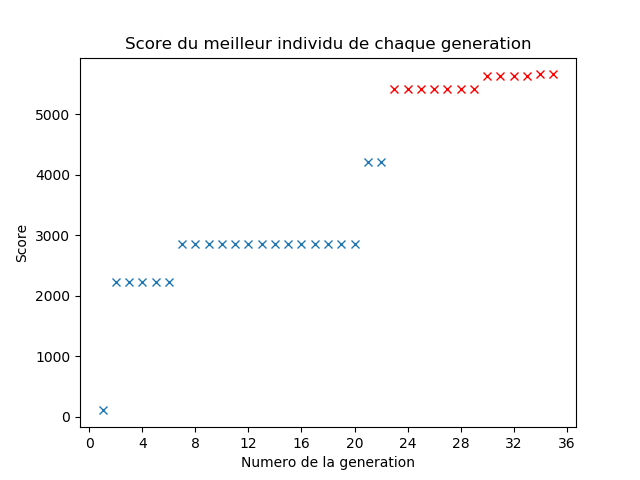 Score du meilleur individu de chaque generation
5000
4000
3000
2000
1000
0
Score
0 4 8 12 16 20 24 28 32 36
Numero de la generation